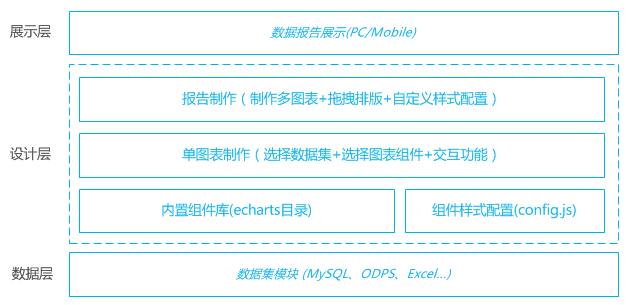 展示层
数据报告展示(PC/Mobile)
报告制作（制作多图表+拖拽排版+自定义样式配置）
设计层
单图表制作（选择数据集+选择图表组件+交互功能）
内置组件库(echarts目录)
组件样式配置(config.js)
数据层
数据集模块 (MySQL、ODPS、Excel...)